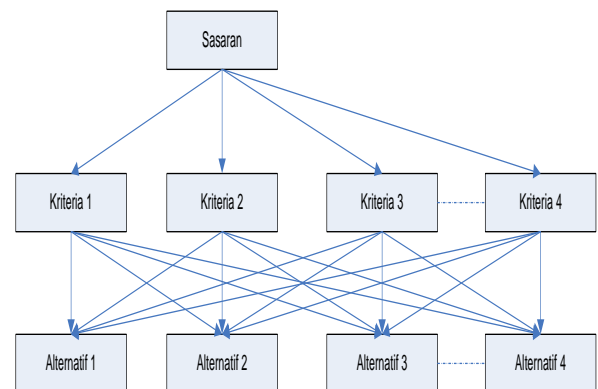 Sasaran
Kriteria 1
Kriteria 2
Kriteria 3
Kriteria 4
Alternatif 1
Alternatif 2
Alternatif 3
Alternatif 4